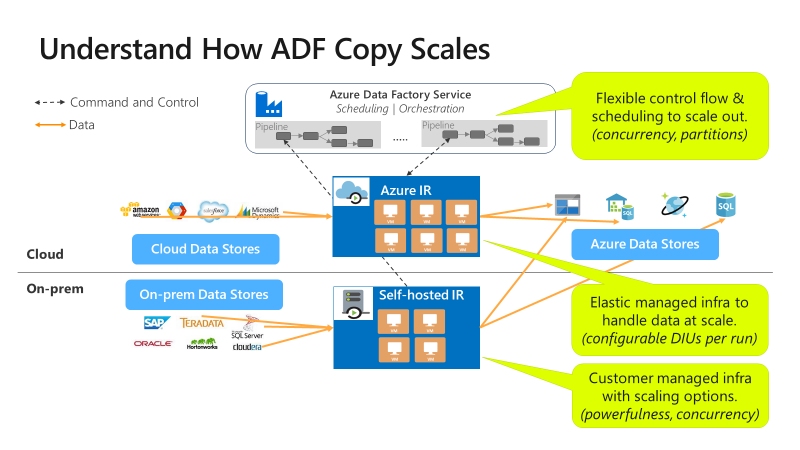 Understand How ADF Copy Scales
Command and Control
Data
Azure Data Factory Service
Scheduling | Orchestration
Pipeline
.....
Pipeline
Flexible control flow &
scheduling to scale out.
(concurrency, partitions)
amazon
web services
salesforce
Microsoft
Dynamics
Azure IR
VM
VM
VM
VM
VM
VM
SQL
SQL
Cloud
Cloud Data Stores
Azure Data Stores
On-prem
On-prem Data Stores
Self-hosted IR
VM
VM
VM
VM
SAP
TERADATA
SQL Server
ORACLE
Hortonworks
cloudera
Elastic managed infra to
handle data at scale.
(configurable DIUs per run)
Customer managed infra
with scaling options.
(powerfulness, concurrency)